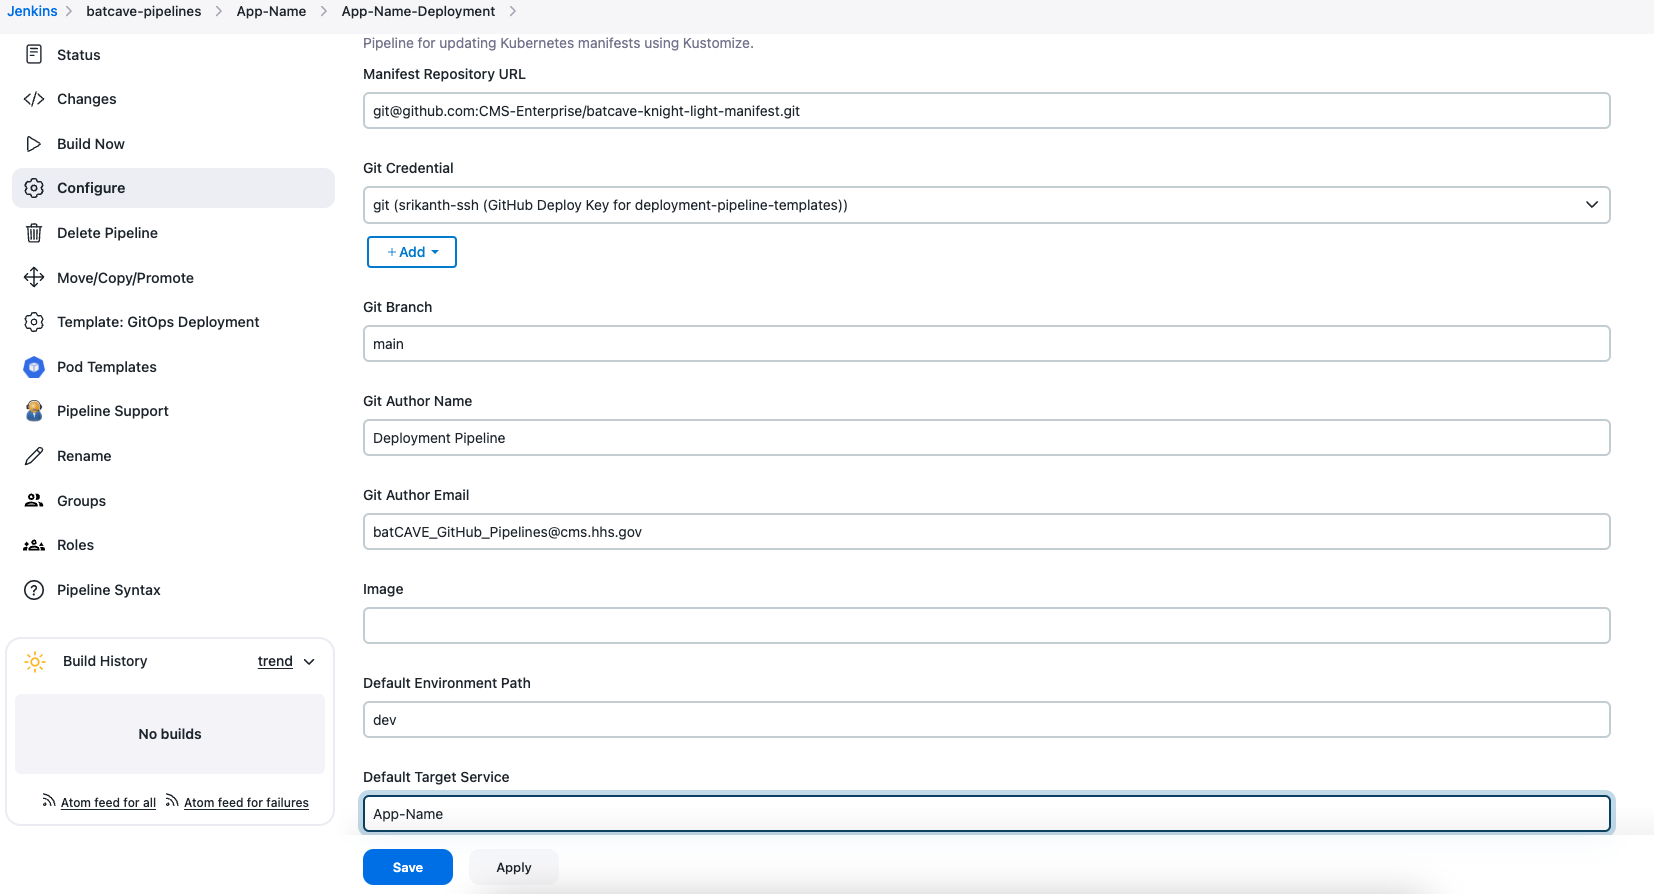 Jenkins > batcave-pipelines > App-Name > App-Name-Deployment >
Status
Changes
Build Now
Configure
Delete Pipeline
Move/Copy/Promote
Template: GitOps Deployment
Pod Templates
Pipeline Support
Rename
Groups
Roles
Pipeline Syntax
Build History
trend
No builds
Atom feed for all
Atom feed for failures
Pipeline for updating Kubernetes manifests using Kustomize.
Manifest Repository URL
git@github.com:CMS-Enterprise/batcave-knight-light-manifest.git
Git Credential
git (srikanth-ssh (GitHub Deploy Key for deployment-pipeline-templates))
+ Add
Git Branch
main
Git Author Name
Deployment Pipeline
Git Author Email
batCAVE_GitHub_Pipelines@cms.hhs.gov
Image
Default Environment Path
dev
Default Target Service
App-Name
Save
Apply